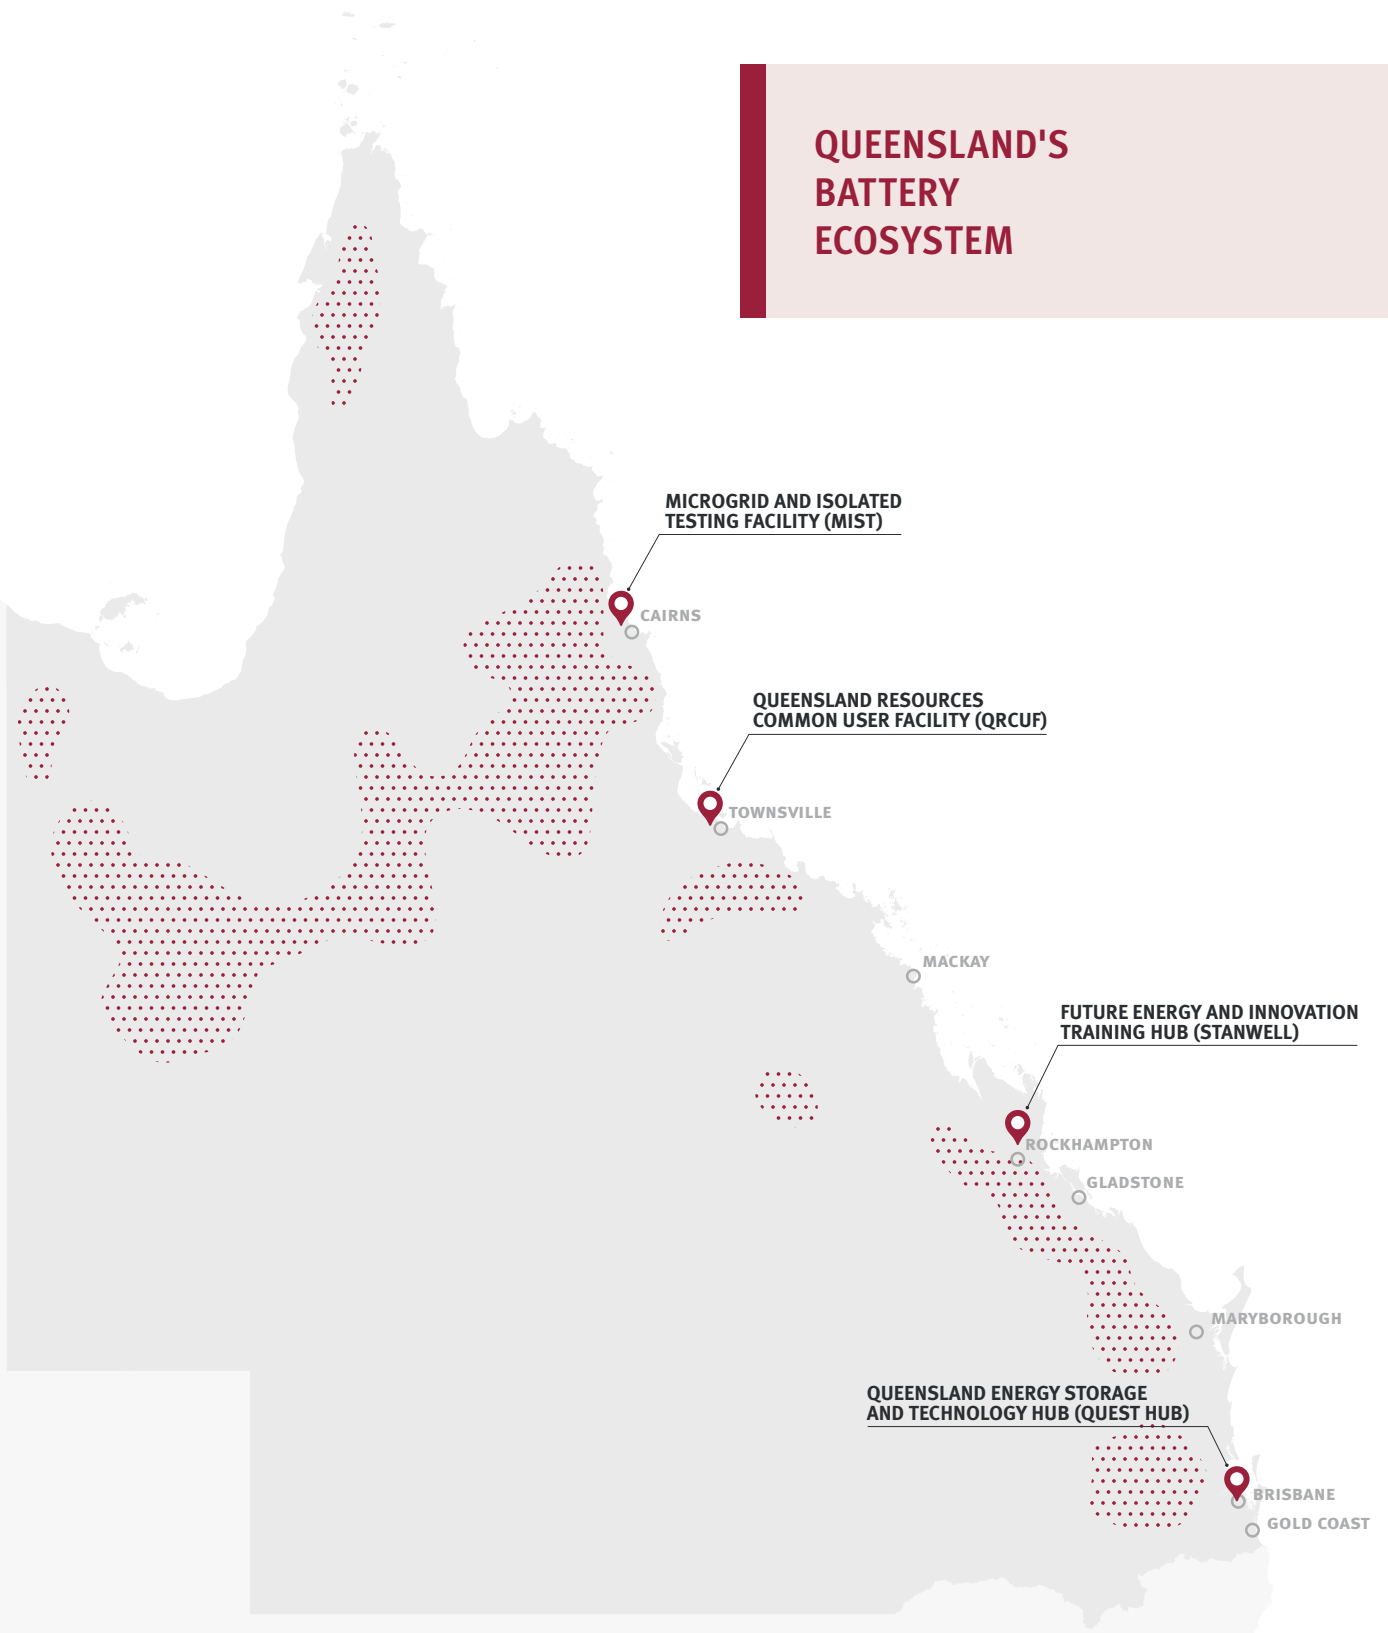 QUEENSLAND'S
BATTERY
ECOSYSTEM
MICROGRID AND ISOLATED
TESTING FACILITY (MIST)
CAIRNS
QUEENSLAND RESOURCES
COMMON USER FACILITY (QRCUF)
TOWNSVILLE
MACKAY
FUTURE ENERGY AND INNOVATION
TRAINING HUB (STANWELL)
ROCKHAMPTON
GLADSTONE
MARYBOROUGH
QUEENSLAND ENERGY STORAGE
AND TECHNOLOGY HUB (QUEST HUB)
BRISBANE
GOLD COAST